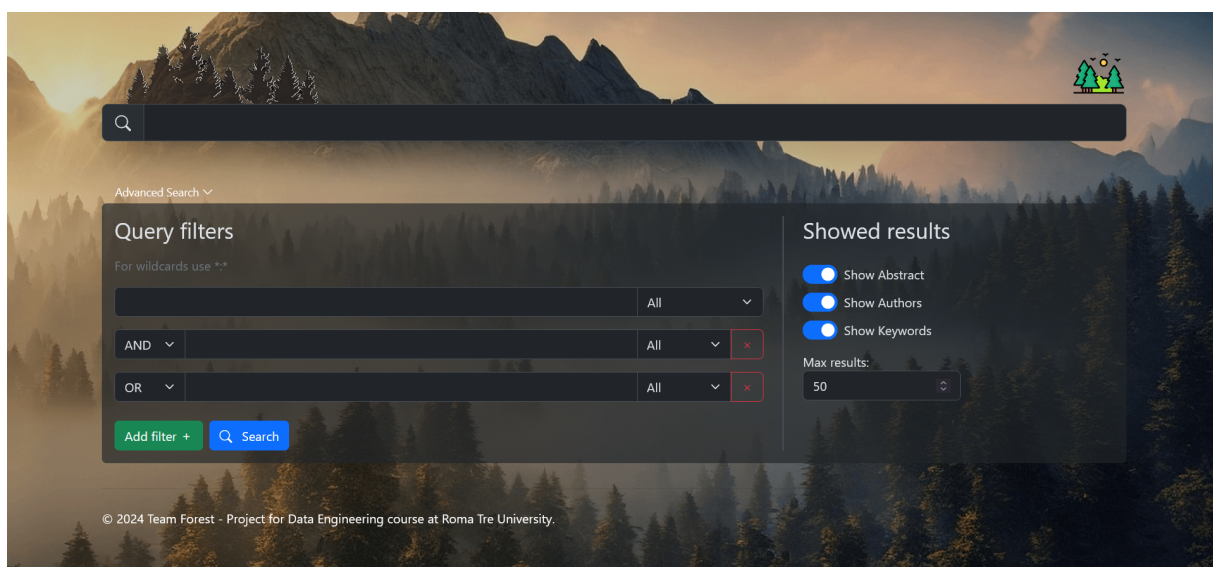 Advanced Search
Query filters
For wildcards use *:*
All
AND All ×
OR All ×
Add filter + Search
Showed results
Show Abstract
Show Authors
Show Keywords
Max results:
50
© 2024 Team Forest - Project for Data Engineering course at Roma Tre University.